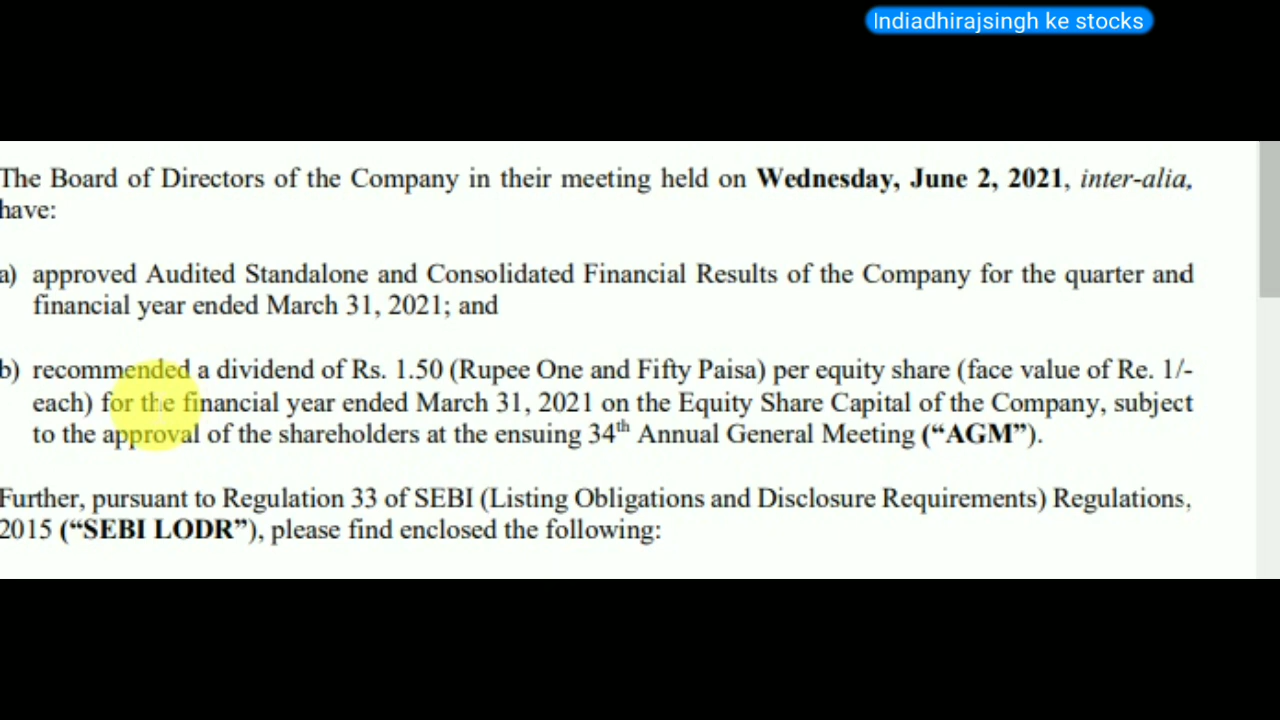 Indiadhirajsingh ke stocks
The Board of Directors of the Company in their meeting held on Wednesday, June 2, 2021, inter-alia,
have:
a) approved Audited Standalone and Consolidated Financial Results of the Company for the quarter and
financial year ended March 31, 2021; and
b) recommended a dividend of Rs. 1.50 (Rupee One and Fifty Paisa) per equity share (face value of Re. 1/-
each) for the financial year ended March 31, 2021 on the Equity Share Capital of the Company, subject
to the approval of the shareholders at the ensuing 34th Annual General Meeting (“AGM”).
Further, pursuant to Regulation 33 of SEBI (Listing Obligations and Disclosure Requirements) Regulations,
2015 (“SEBI LODR”), please find enclosed the following: